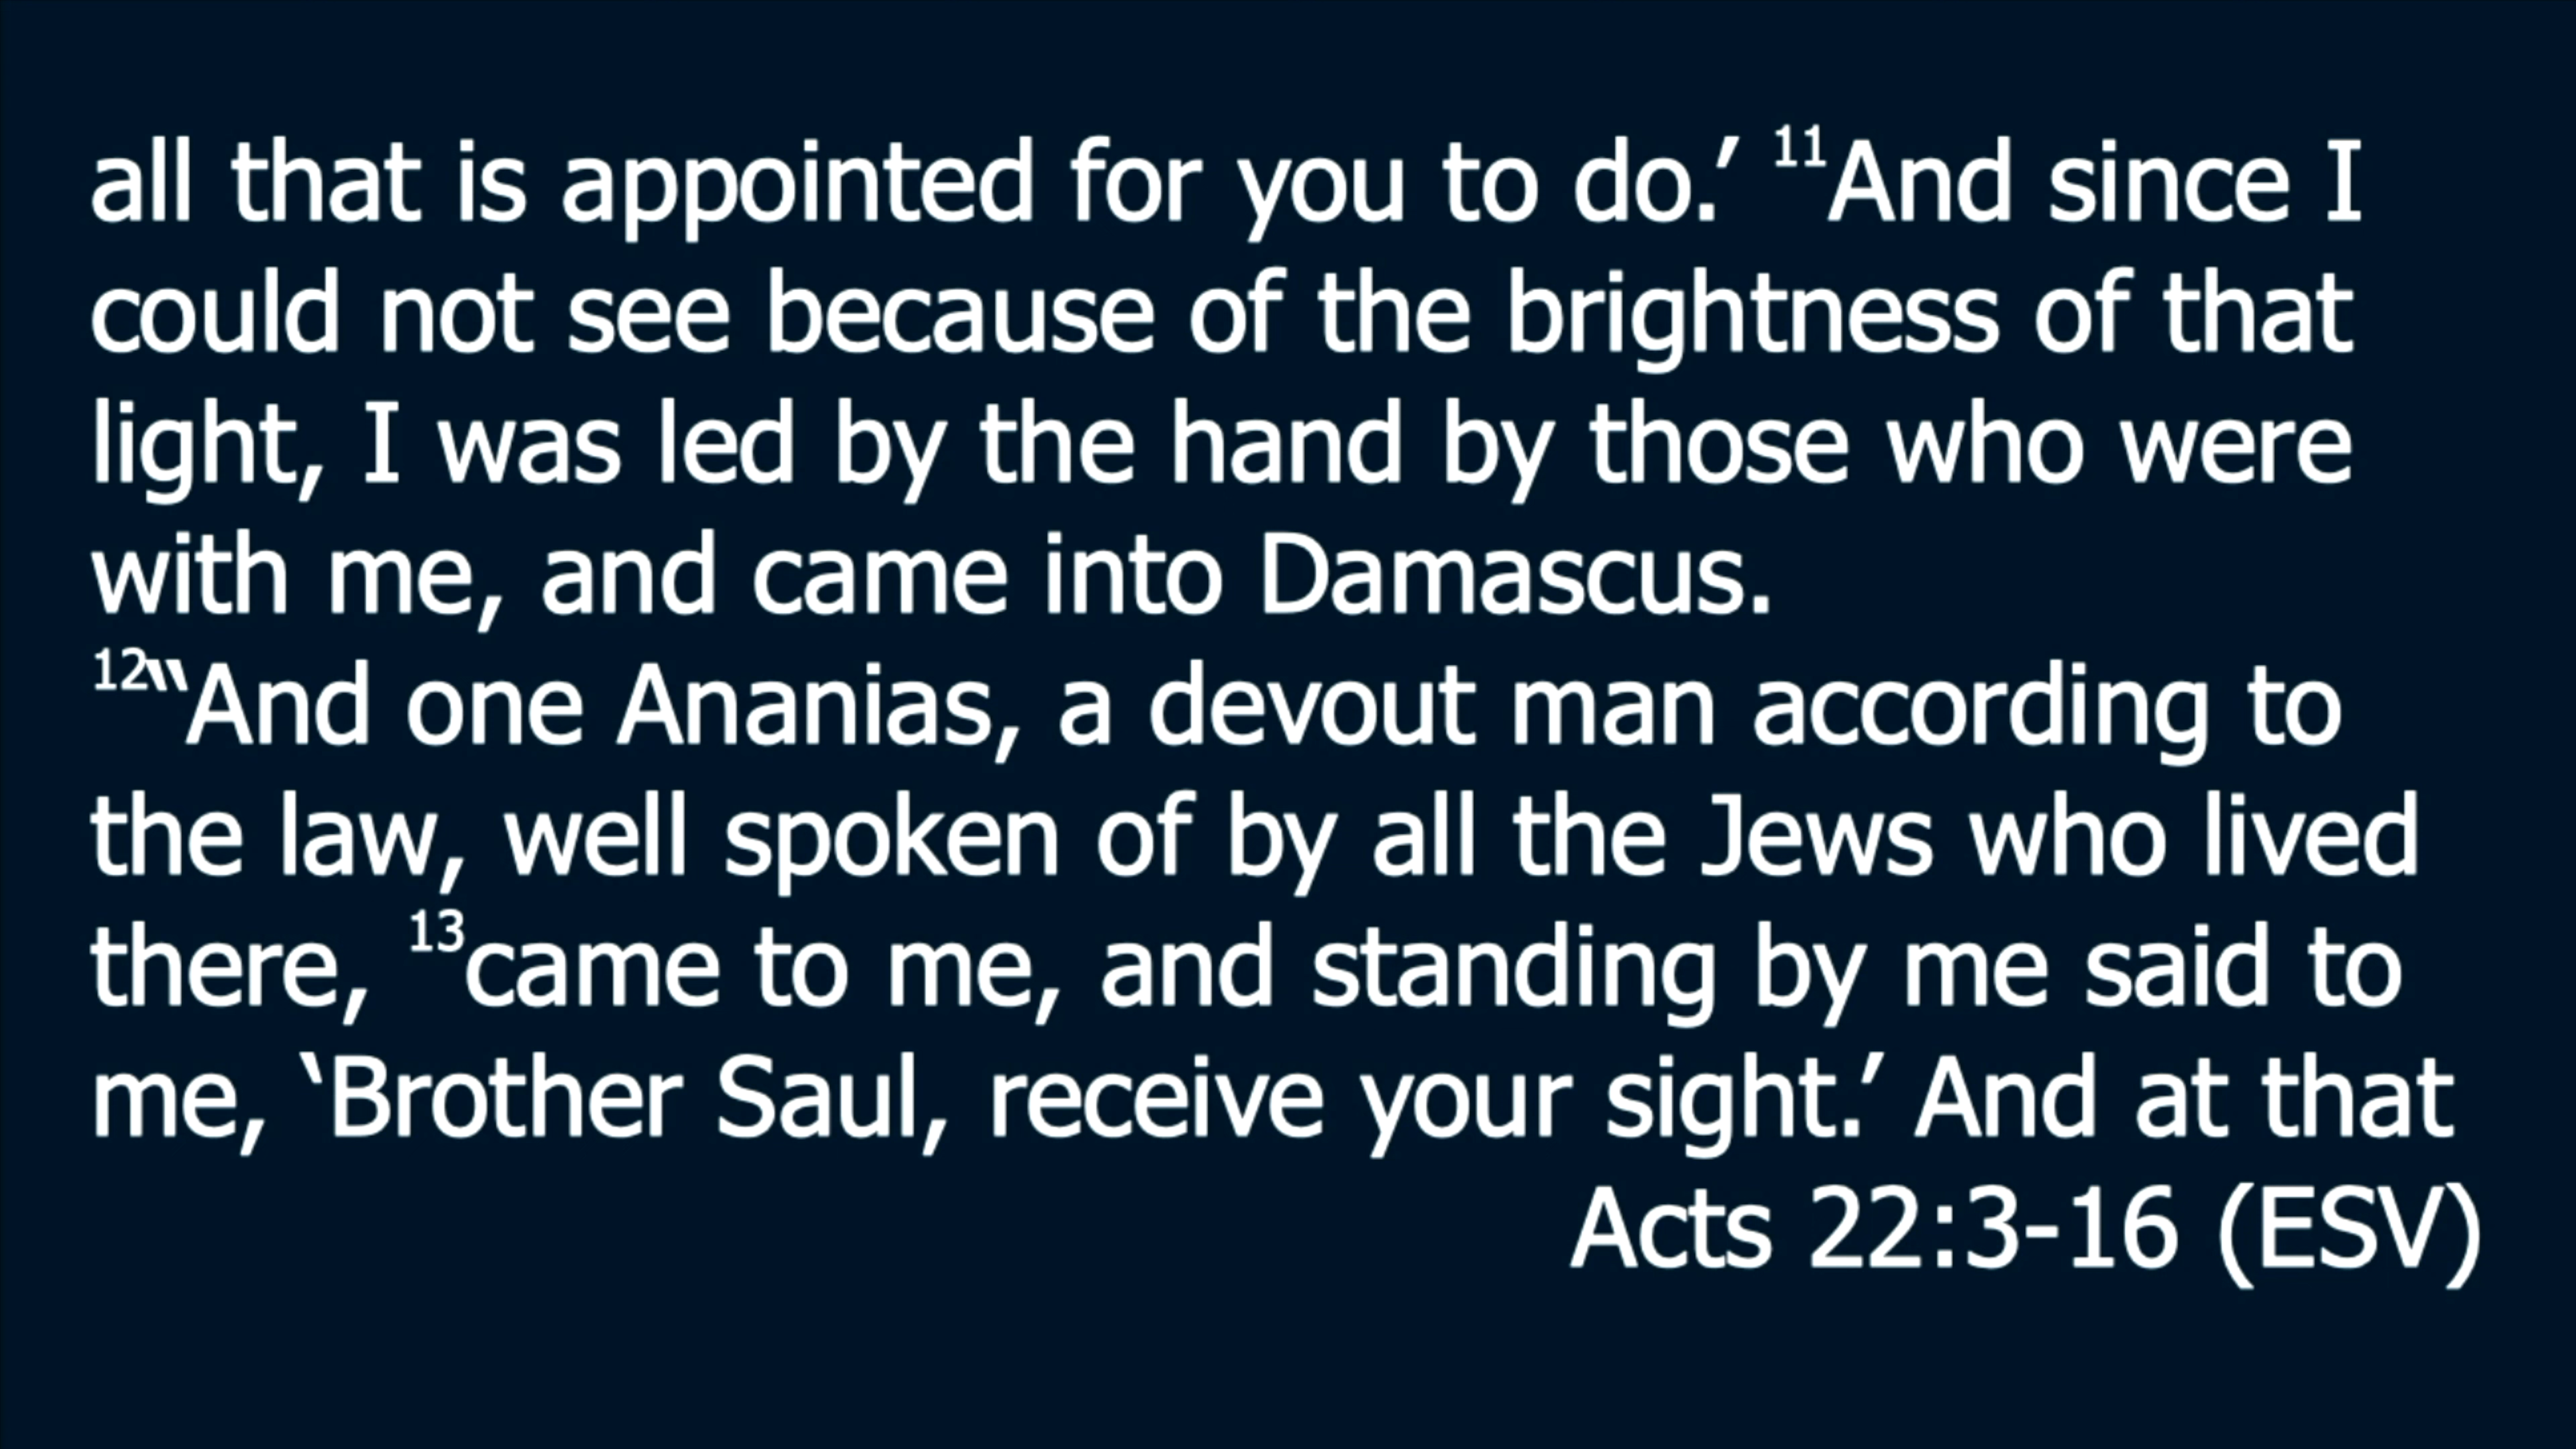 all that is appointed for you to do.’ ¹¹And since I
could not see because of the brightness of that
light, I was led by the hand by those who were
with me, and came into Damascus.
¹²“And one Ananias, a devout man according to
the law, well spoken of by all the Jews who lived
there, ¹³came to me, and standing by me said to
me, ‘Brother Saul, receive your sight.’ And at that
Acts 22:3-16 (ESV)